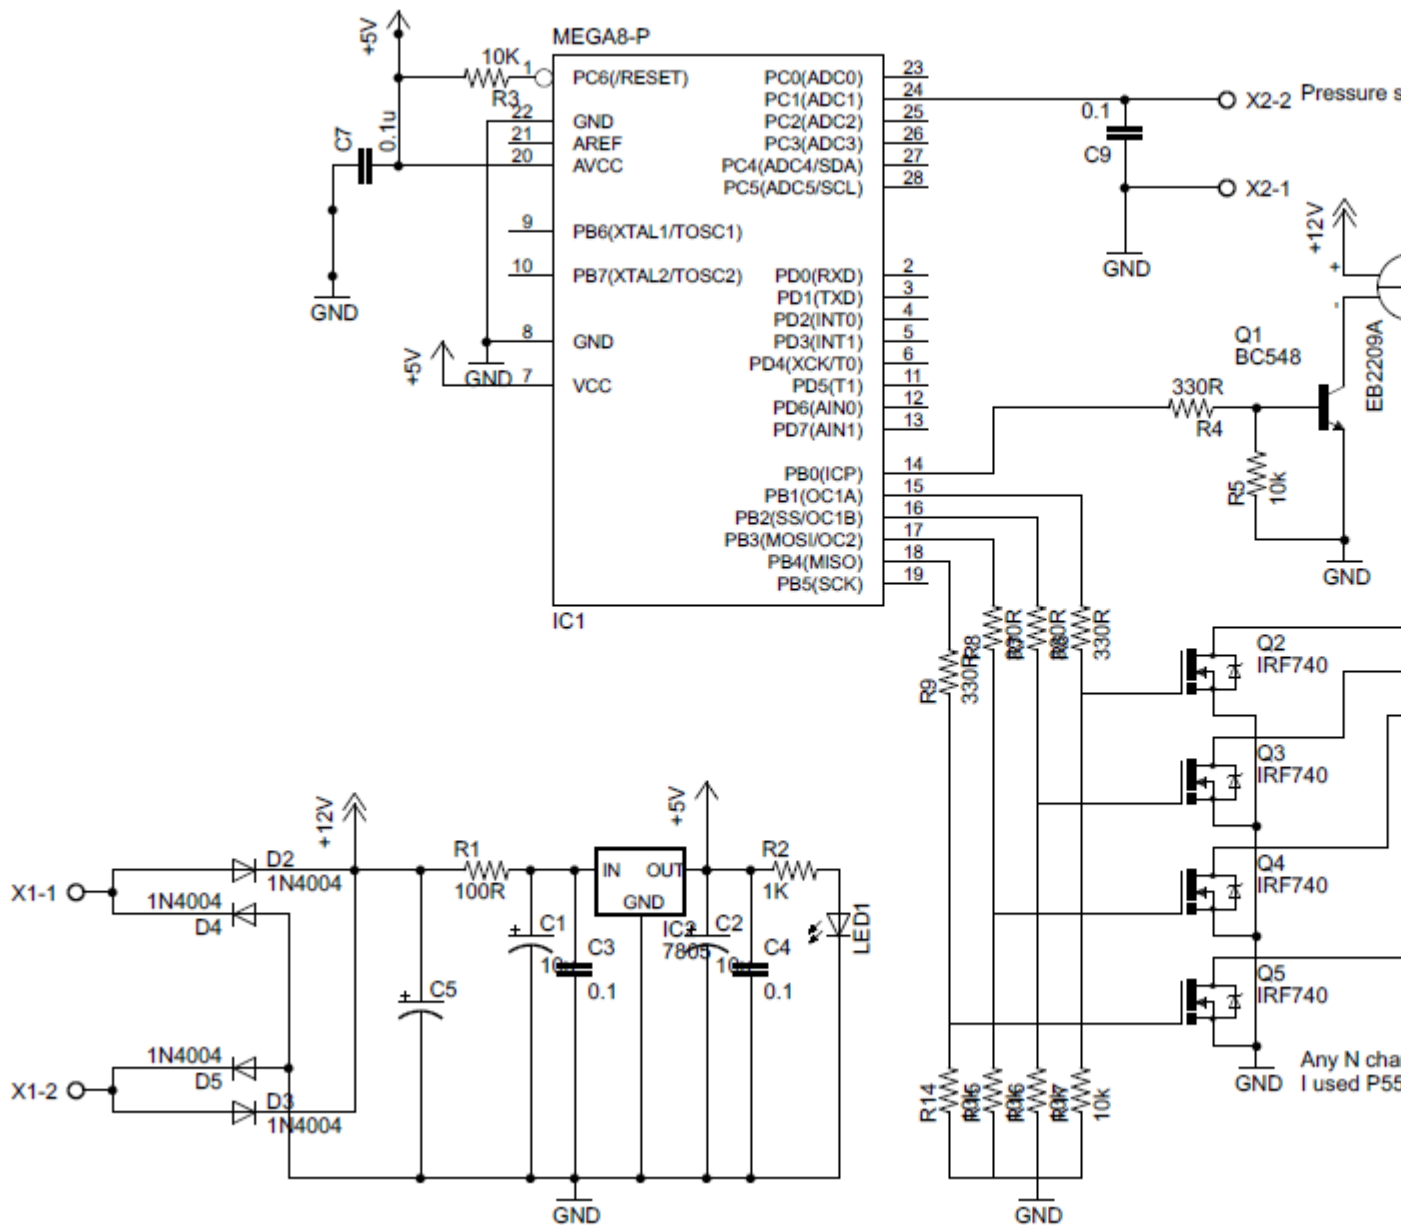 +5V
MEGA8-P
10K
R3
1
PC6(/RESET)
22
GND
21
AREF
20
AVCC
C7
0.1u
GND
9
PB6(XTAL1/TOSC1)
10
PB7(XTAL2/TOSC2)
8
GND
+5V
GND
7
VCC
PC0(ADC0)
23
PC1(ADC1)
24
PC2(ADC2)
25
PC3(ADC3)
26
PC4(ADC4/SDA)
27
PC5(ADC5/SCL)
28
PD0(RXD)
2
PD1(TXD)
3
PD2(INT0)
4
PD3(INT1)
5
PD4(XCK/T0)
6
PD5(T1)
11
PD6(AIN0)
12
PD7(AIN1)
13
PB0(ICP)
14
PB1(OC1A)
15
PB2(SS/OC1B)
16
PB3(MOSI/OC2)
17
PB4(MISO)
18
PB5(SCK)
19
IC1
0.1
C9
X2-2
Pressure s
X2-1
GND
+12V
+
-
Q1
BC548
EB2209A
330R
R4
R5
10k
GND
R9
330R
R8
330R
Q2
IRF740
Q3
IRF740
Q4
IRF740
Q5
IRF740
GND
Any N cha
I used P55
R14
10k
GND
X1-1
D2
1N4004
1N4004
D4
+12V
R1
100R
IN
OUT
GND
IC2
7805
+5V
R2
1K
LED1
C1
10u
C3
0.1
C2
10u
C4
0.1
C5
X1-2
1N4004
D5
D3
1N4004
GND